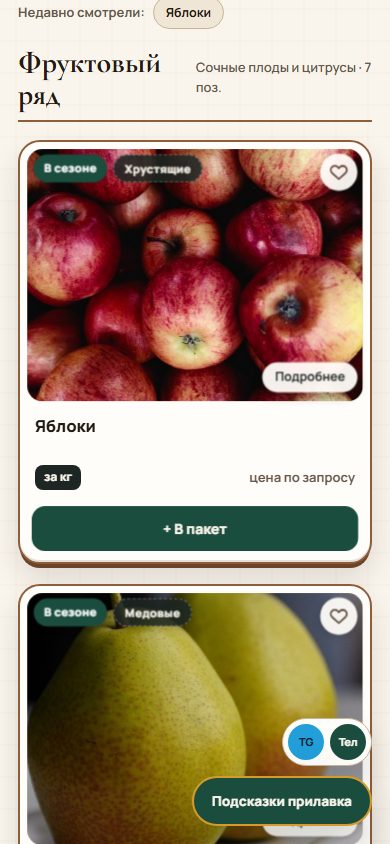 Недавно смотрели: Яблоки
Фруктовый
ряд
Сочные плоды и цитрусы · 7
поз.
В сезоне
Хрустящие
Подробнее
Яблоки
за кг
цена по запросу
+ В пакет
В сезоне
Медовые
TG
Тел
Подсказки прилавка